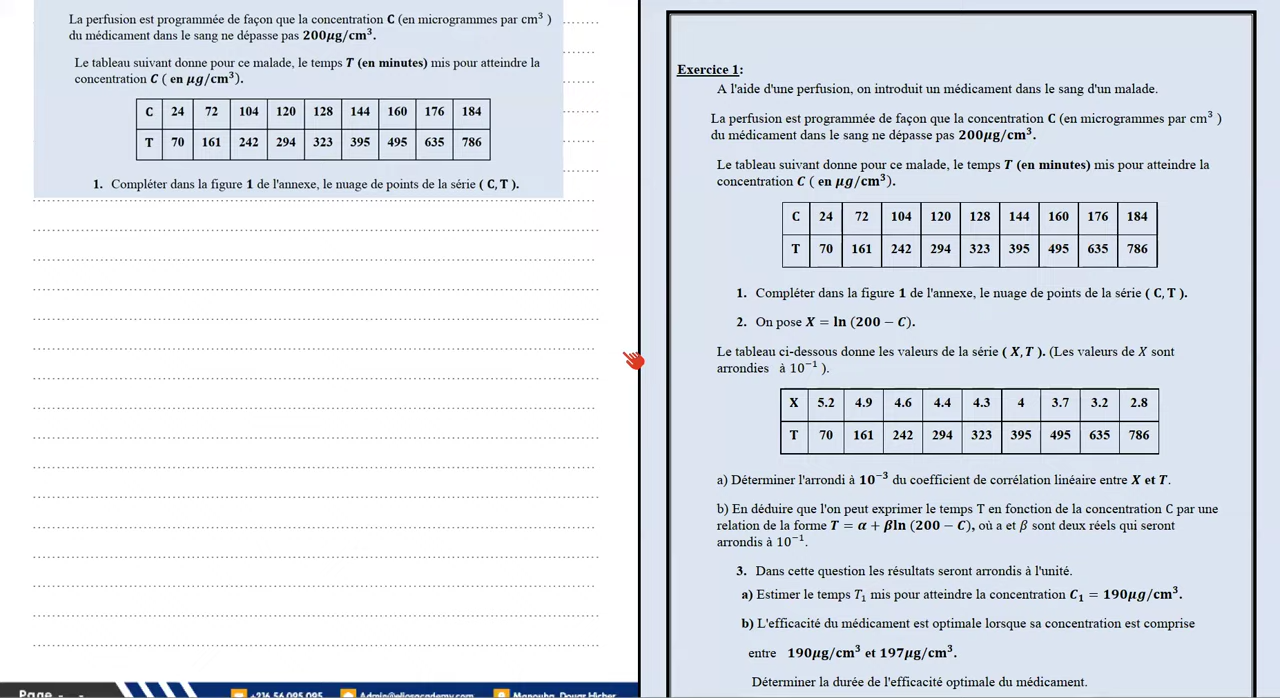 La perfusion est programmée de façon que la concentration C (en microgrammes par cm³ )
du médicament dans le sang ne dépasse pas 200μg/cm³.
Le tableau suivant donne pour ce malade, le temps T (en minutes) mis pour atteindre la
concentration C ( en μg/cm³).
C 24 72 104 120 128 144 160 176 184
T 70 161 242 294 323 395 495 635 786
1. Compléter dans la figure 1 de l'annexe, le nuage de points de la série ( C, T ).
Exercice 1:
A l'aide d'une perfusion, on introduit un médicament dans le sang d'un malade.
La perfusion est programmée de façon que la concentration C (en microgrammes par cm³ )
du médicament dans le sang ne dépasse pas 200μg/cm³.
Le tableau suivant donne pour ce malade, le temps T (en minutes) mis pour atteindre la
concentration C ( en μg/cm³).
C 24 72 104 120 128 144 160 176 184
T 70 161 242 294 323 395 495 635 786
1. Compléter dans la figure 1 de l'annexe, le nuage de points de la série ( C, T ).
2. On pose X = ln (200 − C).
Le tableau ci-dessous donne les valeurs de la série ( X, T ). (Les valeurs de X sont
arrondies à 10⁻¹ ).
X 5.2 4.9 4.6 4.4 4.3 4 3.7 3.2 2.8
T 70 161 242 294 323 395 495 635 786
a) Déterminer l'arrondi à 10⁻³ du coefficient de corrélation linéaire entre X et T.
b) En déduire que l'on peut exprimer le temps T en fonction de la concentration C par une
relation de la forme T = α + βln (200 − C), où a et β sont deux réels qui seront
arrondis à 10⁻¹.
3. Dans cette question les résultats seront arrondis à l'unité.
a) Estimer le temps T₁ mis pour atteindre la concentration C₁ = 190μg/cm³.
b) L'efficacité du médicament est optimale lorsque sa concentration est comprise
entre 190μg/cm³ et 197μg/cm³.
Déterminer la durée de l'efficacité optimale du médicament.
Page
+216 56 095 095
Admin@eliosacademy.com
Manouba, Douar Hicher